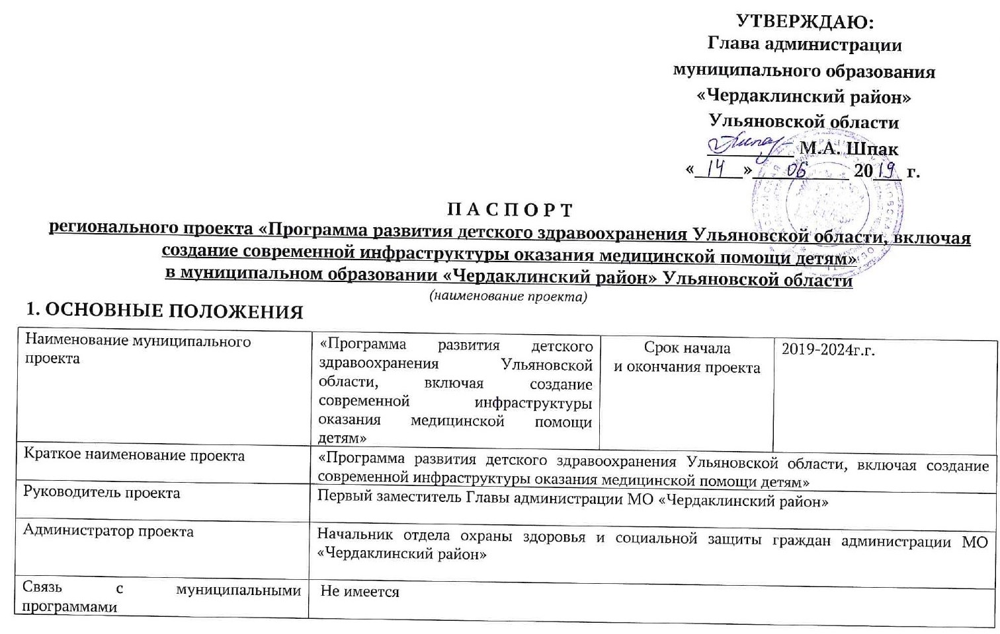 УТВЕРЖДАЮ:
Глава администрации
муниципального образования
«Чердаклинский район»
Ульяновской области
М.А. Шпак
«14» 06 2019 г.
П А С П О Р Т
регионального проекта «Программа развития детского здравоохранения Ульяновской области, включая
создание современной инфраструктуры оказания медицинской помощи детям»
в муниципальном образовании «Чердаклинский район» Ульяновской области
(наименование проекта)
1. ОСНОВНЫЕ ПОЛОЖЕНИЯ
Наименование муниципального
проекта
«Программа развития детского
здравоохранения Ульяновской
области, включая создание
современной инфраструктуры
оказания медицинской помощи
детям»
Срок начала
и окончания проекта
2019-2024г.г.
Краткое наименование проекта
«Программа развития детского здравоохранения Ульяновской области, включая создание
современной инфраструктуры оказания медицинской помощи детям»
Руководитель проекта
Первый заместитель Главы администрации МО «Чердаклинский район»
Администратор проекта
Начальник отдела охраны здоровья и социальной защиты граждан администрации МО
«Чердаклинский район»
Связь с муниципальными
программами
Не имеется